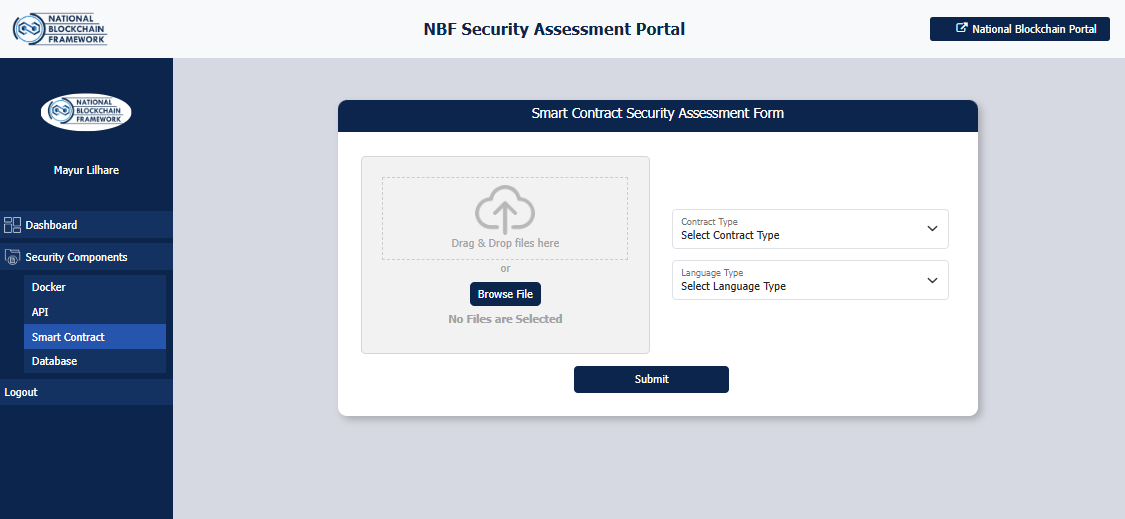 NATIONAL
BLOCKCHAIN
FRAMEWORK
NBF Security Assessment Portal
National Blockchain Portal
NATIONAL
BLOCKCHAIN
FRAMEWORK
Mayur Lilhare
Dashboard
Security Components
Docker
API
Smart Contract
Database
Logout
Smart Contract Security Assessment Form
Drag & Drop files here
or
Browse File
No Files are Selected
Contract Type
Select Contract Type
Language Type
Select Language Type
Submit